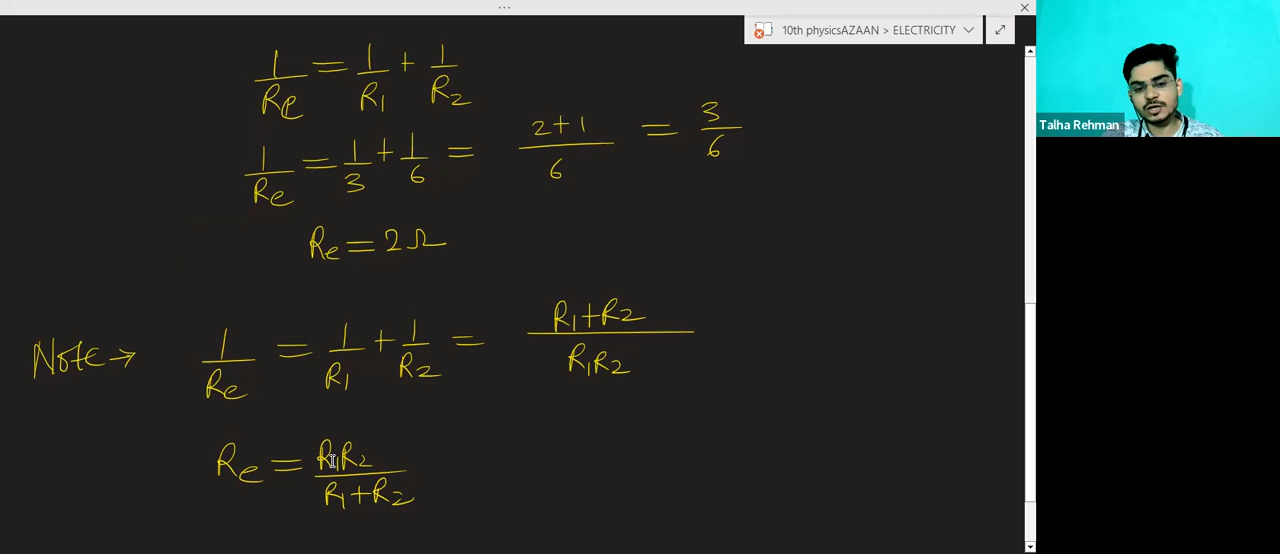 10th physicsAZAAN > ELECTRICITY
Talha Rehman
1/Re = 1/R1 + 1/R2
1/Re = 1/3 + 1/6 = 2+1/6 = 3/6
Re = 2Ω
Note → 1/Re = 1/R1 + 1/R2 = R1+R2/R1R2
Re = R1R2/R1+R2